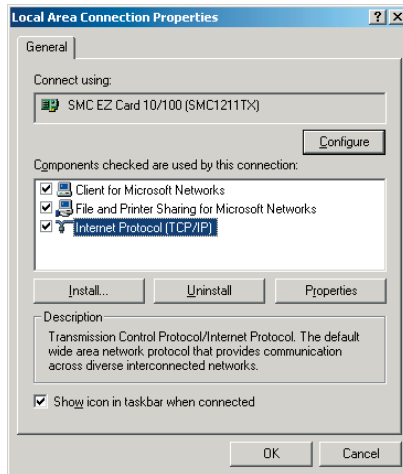 Local Area Connection Properties
General
Connect using:
SMC EZ Card 10/100 (SMC1211TX)
Configure
Components checked are used by this connection:
Client for Microsoft Networks
File and Printer Sharing for Microsoft Networks
Internet Protocol (TCP/IP)
Install... Uninstall Properties
Description
Transmission Control Protocol/Internet Protocol. The default
wide area network protocol that provides communication
across diverse interconnected networks.
Show icon in taskbar when connected
OK Cancel